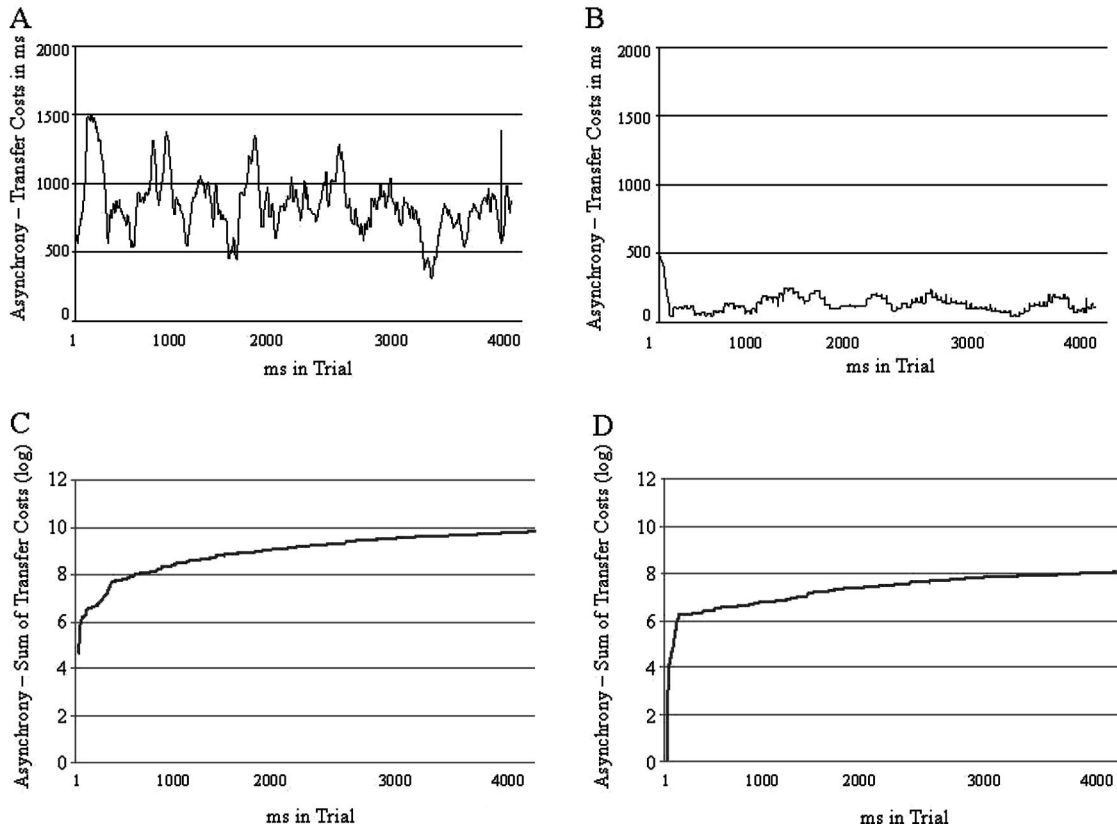 A
Asynchrony – Transfer Costs in ms
2000
1500
1000
500
0
1 1000 2000 3000 4000
ms in Trial
B
Asynchrony – Transfer Costs in ms
2000
1500
1000
500
0
1 1000 2000 3000 4000
ms in Trial
C
Asynchrony – Sum of Transfer Costs (log)
12
10
8
6
4
2
0
1 1000 2000 3000 4000
ms in Trial
D
Asynchrony – Sum of Transfer Costs (log)
12
10
8
6
4
2
0
1 1000 2000 3000 4000
ms in Trial